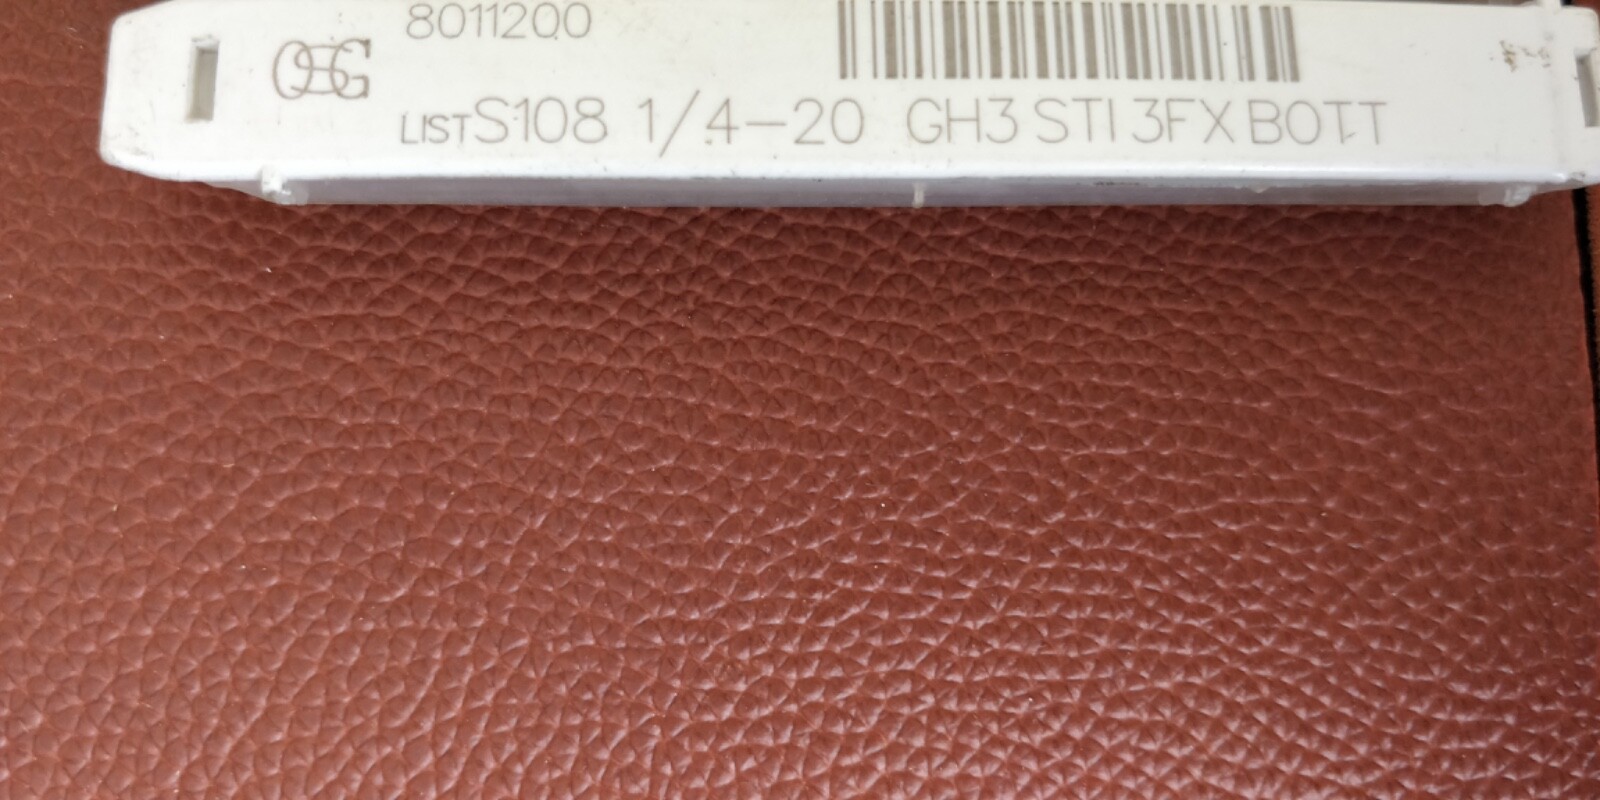 OSG
8011200
LIST S108 1/4-20 GH3 STI 3FX BOTT